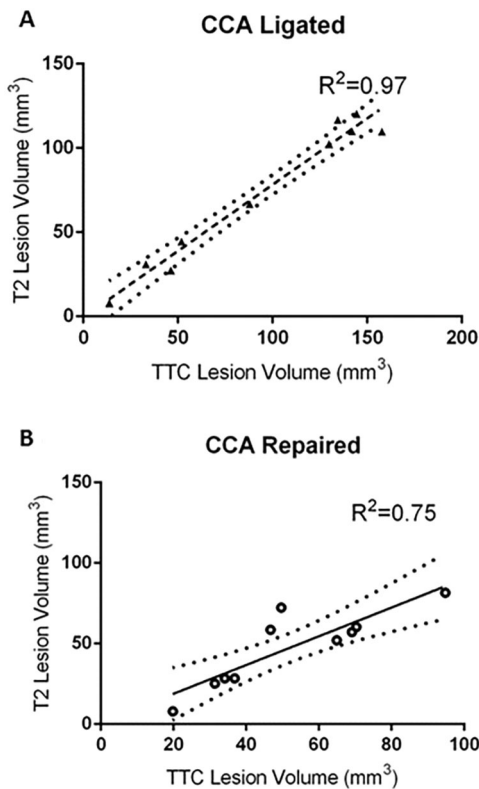 A
CCA Ligated
R²=0.97
T2 Lesion Volume (mm³)
150
100
50
0
0 50 100 150 200
TTC Lesion Volume (mm³)
B
CCA Repaired
R²=0.75
T2 Lesion Volume (mm³)
150
100
50
0
0 20 40 60 80 100
TTC Lesion Volume (mm³)